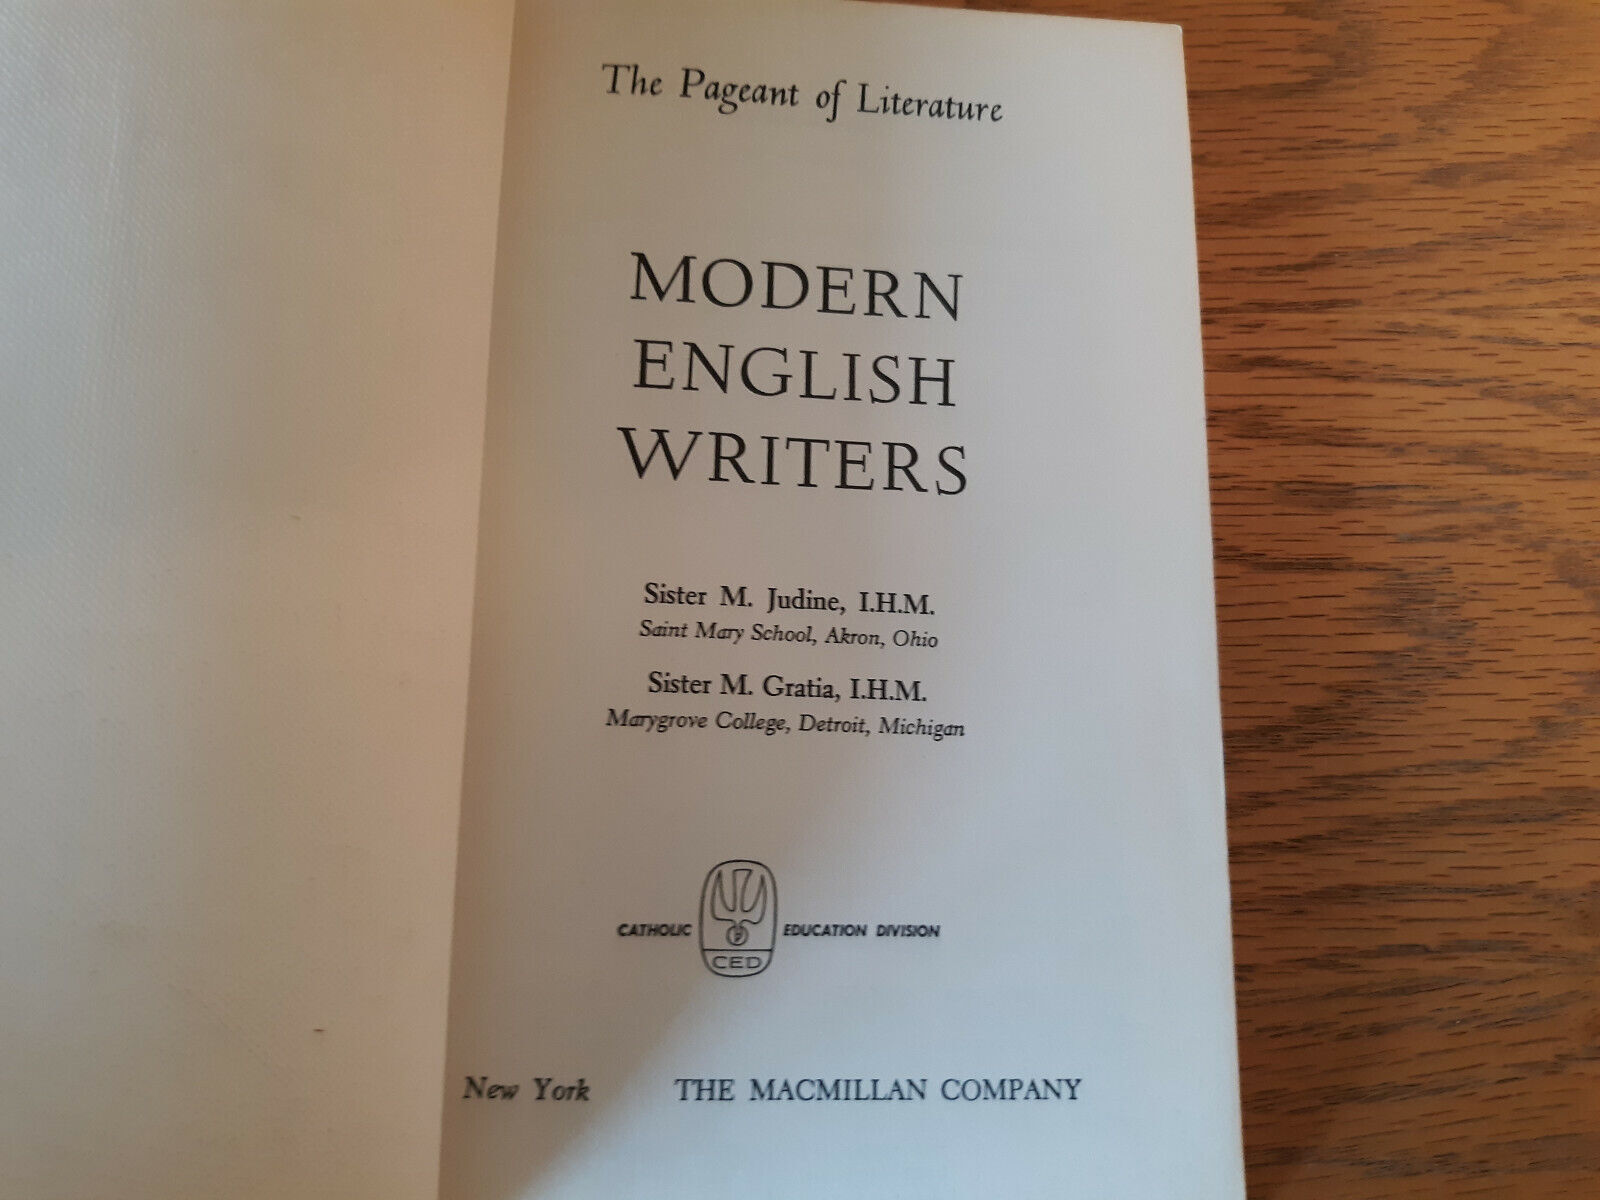 The Pageant of Literature
MODERN
ENGLISH
WRITERS
Sister M. Judine, I.H.M.
Saint Mary School, Akron, Ohio
Sister M. Gratia, I.H.M.
Marygrove College, Detroit, Michigan
CATHOLIC EDUCATION DIVISION
CED
New York THE MACMILLAN COMPANY